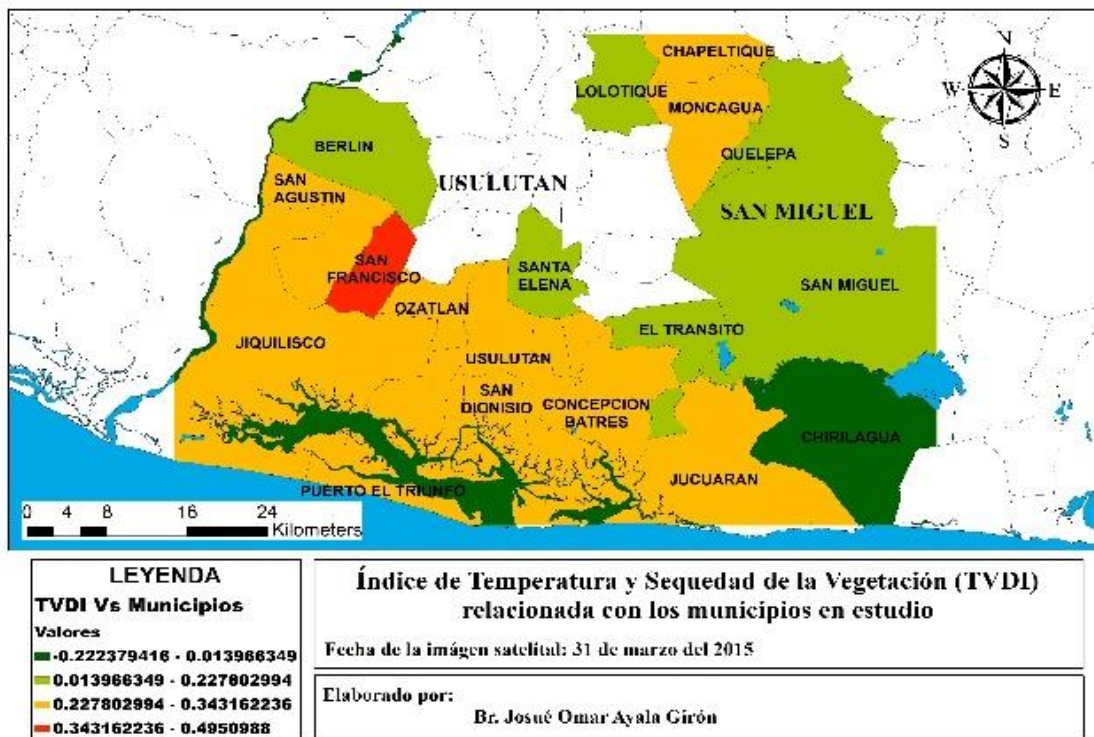 N
W E
S
CHAPELTIQUE
LOLOTIQUE
MONCAGUA
BERLIN
QUELEPA
SAN
AGUSTIN
USULUTAN
SAN MIGUEL
SAN
FRANCISCO
SANTA
ELENA
SAN MIGUEL
OZATLAN
EL TRANSITO
JIQUILISCO
USULUTAN
SAN
DIONISIO
CONCEPCION
BATRES
CHIRILAGUA
JUCUARAN
PUERTO EL TRIUNFO
0 4 8 16 24
Kilometers
LEYENDA
TVDI Vs Municipios
Valores
-0.222379416 - 0.013966349
0.013966349 - 0.227802994
0.227802994 - 0.343162236
0.343162236 - 0.4950988
Índice de Temperatura y Sequedad de la Vegetación (TVDI)
relacionada con los municipios en estudio
Fecha de la imágen satelital: 31 de marzo del 2015
Elaborado por:
Br. Josué Omar Ayala Girón